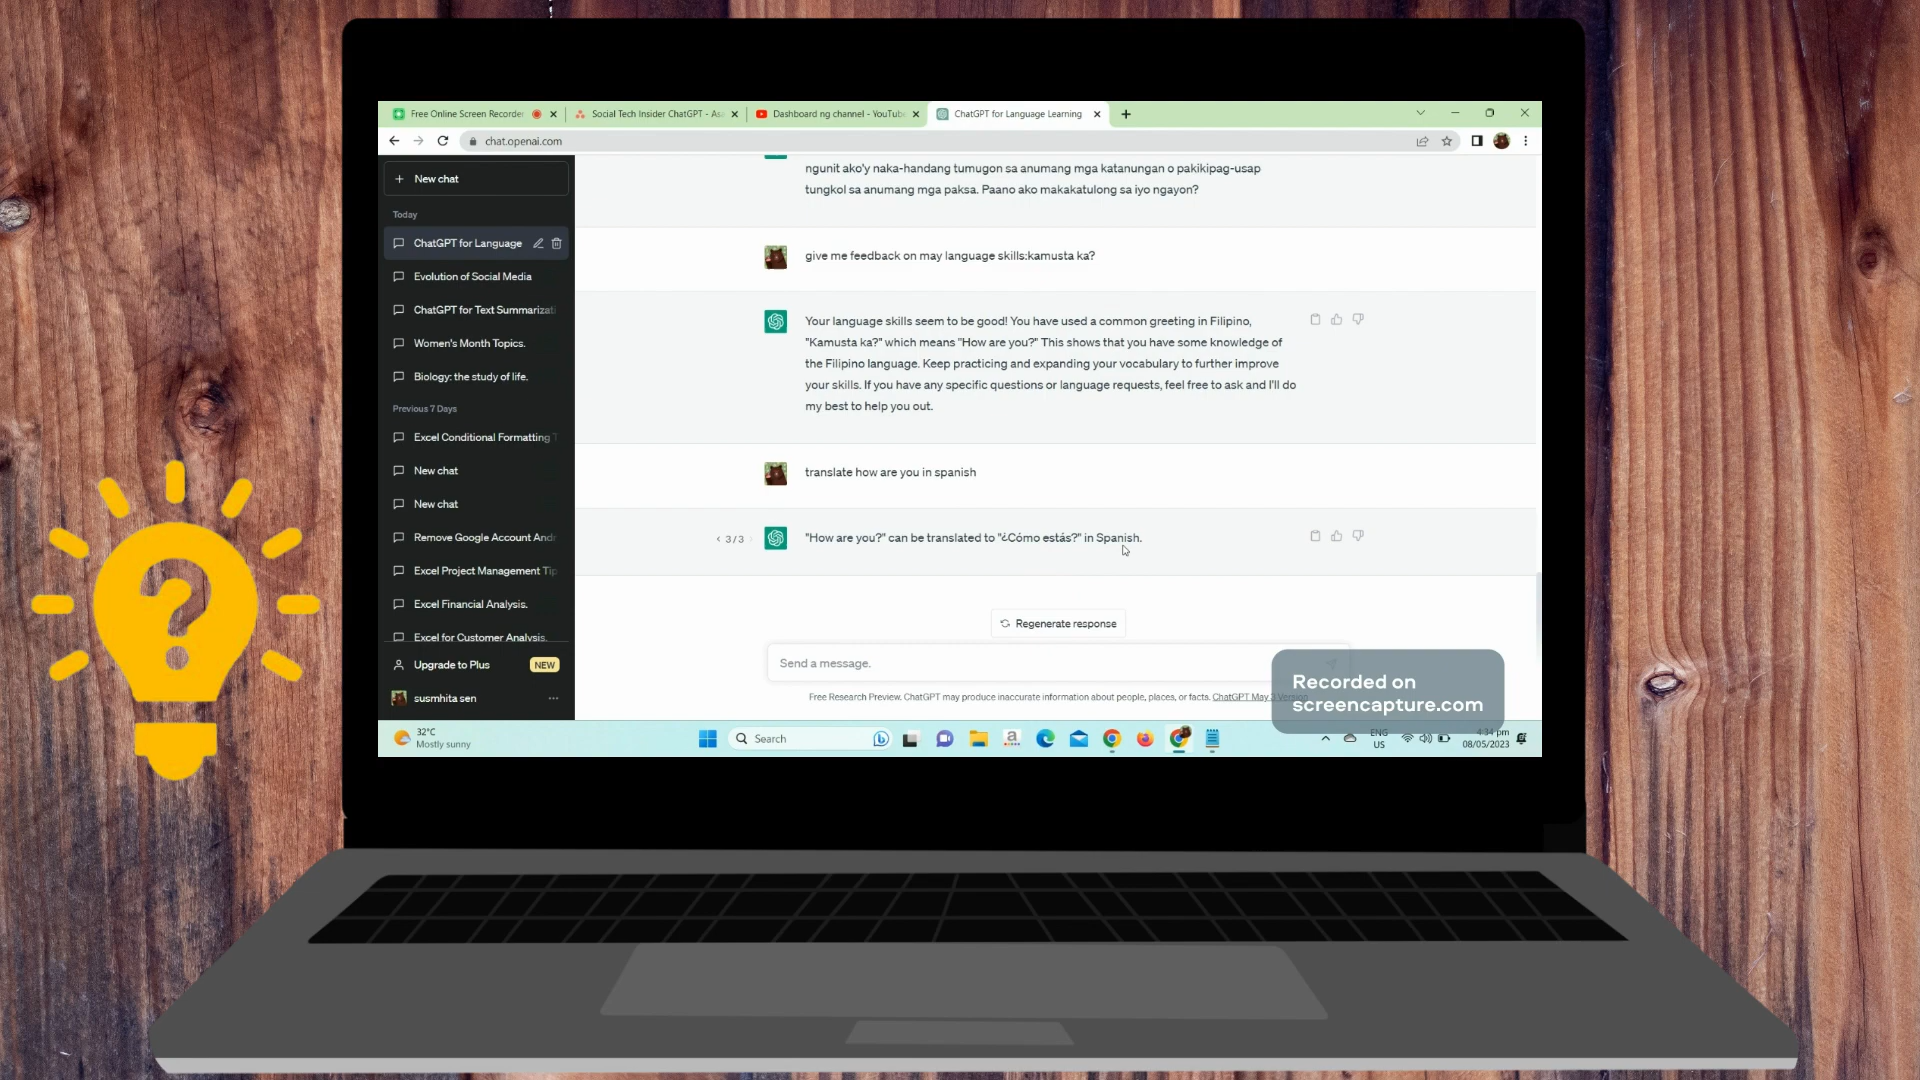 Free Online Screen Recorder
Social Tech Insider ChatGPT - As
Dashboard ng channel - YouTube
ChatGPT for Language Learning
chat.openai.com
New chat
Today
ChatGPT for Language
Evolution of Social Media
ChatGPT for Text Summarizati
Women's Month Topics.
Biology: the study of life.
Previous 7 Days
Excel Conditional Formatting T
New chat
New chat
Remove Google Account Andr
Excel Project Management Tip
Excel Financial Analysis.
Excel for Customer Analysis.
Upgrade to Plus NEW
susmhita sen
ngunit ako'y naka-handang tumugon sa anumang mga katanungan o pakikipag-usap
tungkol sa anumang mga paksa. Paano ako makakatulong sa iyo ngayon?
give me feedback on may language skills:kamusta ka?
Your language skills seem to be good! You have used a common greeting in Filipino,
"Kamusta ka?" which means "How are you?" This shows that you have some knowledge of
the Filipino language. Keep practicing and expanding your vocabulary to further improve
your skills. If you have any specific questions or language requests, feel free to ask and I'll do
my best to help you out.
translate how are you in spanish
< 3/3
"How are you?" can be translated to "¿Cómo estás?" in Spanish.
Regenerate response
Send a message.
Free Research Preview. ChatGPT may produce inaccurate information about people, places, or facts. ChatGPT May 3 Version
Recorded on
screencapture.com
32°C
Mostly sunny
Search
a
ENG
US
4:34 pm
08/05/2023
?